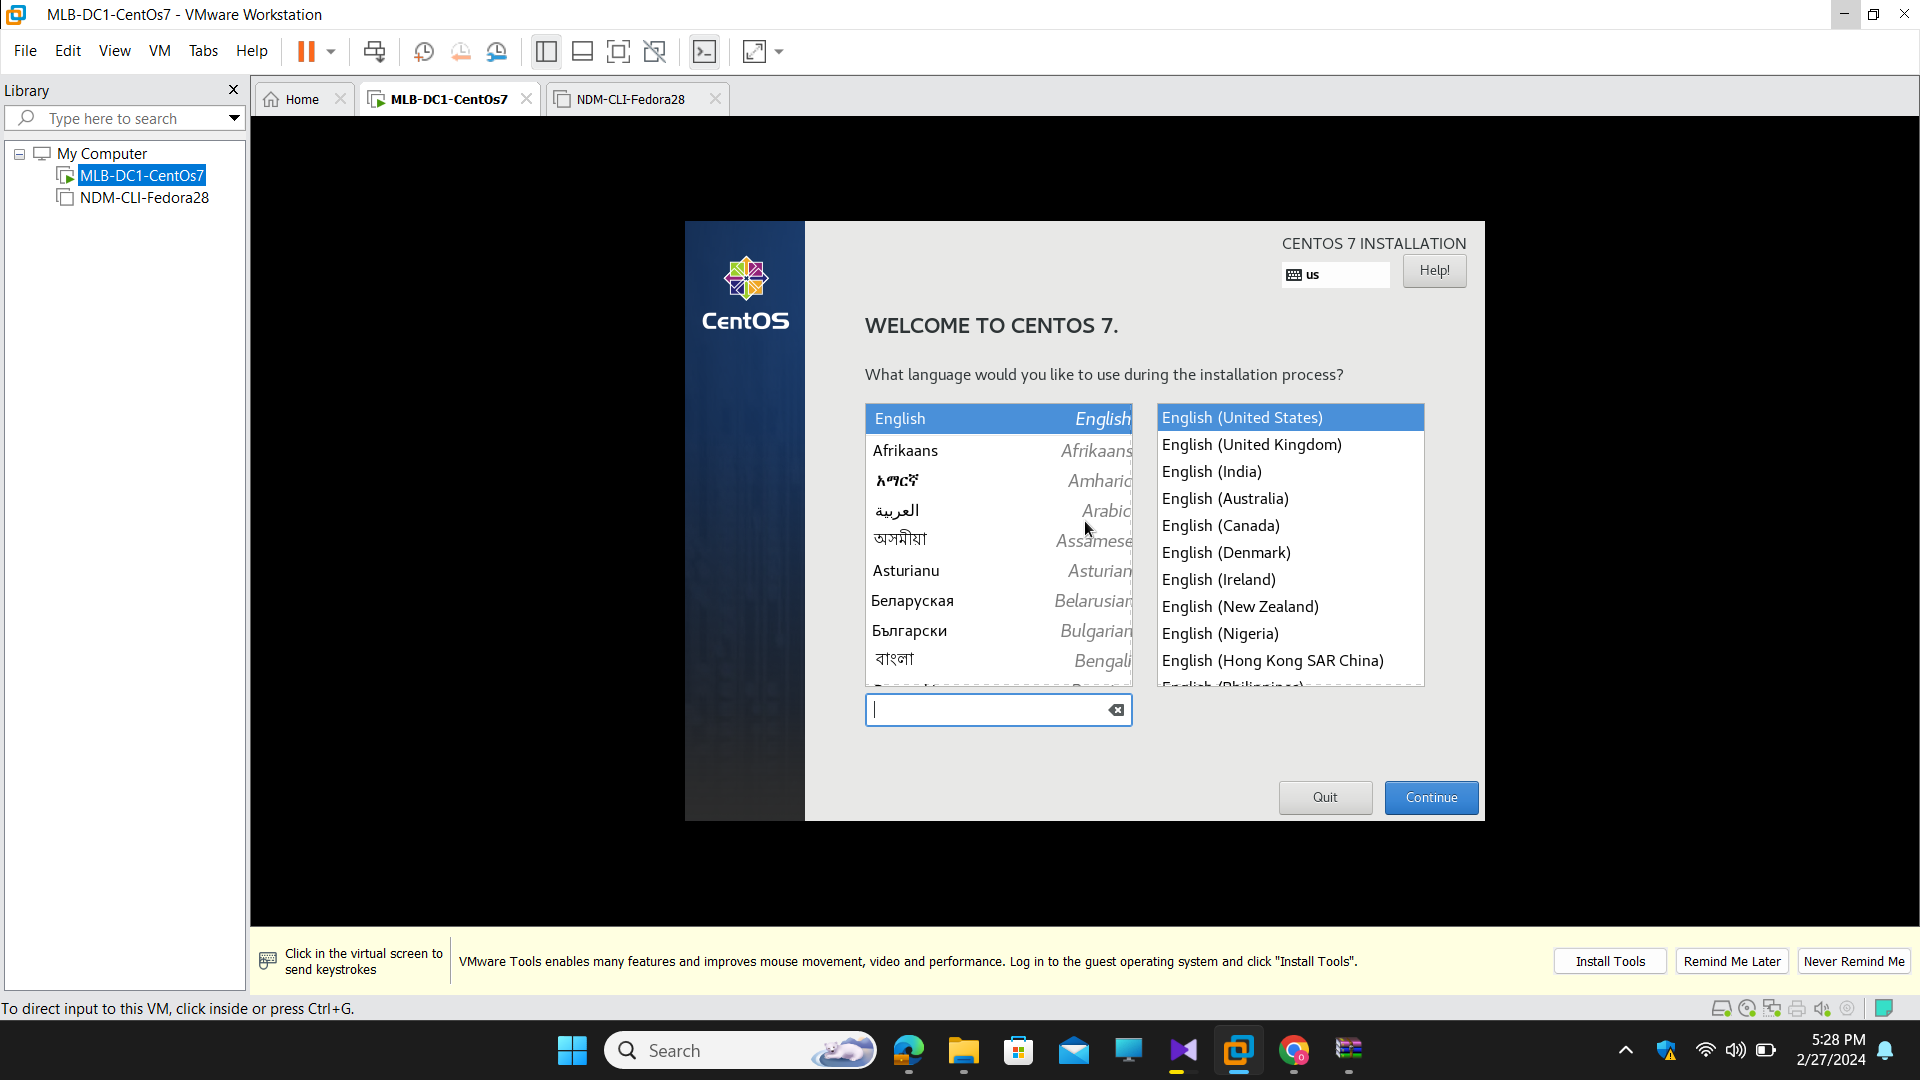 MLB-DC1-CentOs7 - VMware Workstation
File Edit View VM Tabs Help
Library
Type here to search
My Computer
MLB-DC1-CentOs7
NDM-CLI-Fedora28
Home
MLB-DC1-CentOs7
NDM-CLI-Fedora28
CentOS
CENTOS 7 INSTALLATION
us
Help!
WELCOME TO CENTOS 7.
What language would you like to use during the installation process?
English English
Afrikaans Afrikaans
አማርኛ Amharic
العربية Arabic
অসমীয়া Assamese
Asturianu Asturian
Беларуская Belarusian
Български Bulgarian
বাংলা Bengali
English (United States)
English (United Kingdom)
English (India)
English (Australia)
English (Canada)
English (Denmark)
English (Ireland)
English (New Zealand)
English (Nigeria)
English (Hong Kong SAR China)
English (Philippines)
Quit
Continue
Click in the virtual screen to
send keystrokes
VMware Tools enables many features and improves mouse movement, video and performance. Log in to the guest operating system and click "Install Tools".
Install Tools
Remind Me Later
Never Remind Me
To direct input to this VM, click inside or press Ctrl+G.
Search
5:28 PM
2/27/2024